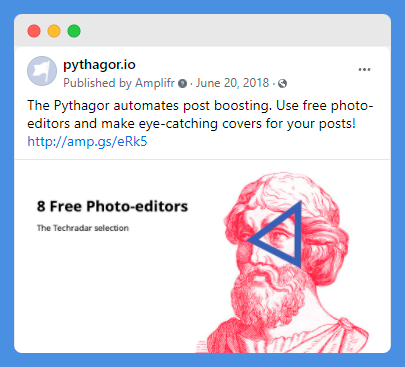 pythagor.io
Published by Amplifr · June 20, 2018 ·
The Pythagor automates post boosting. Use free photo-
editors and make eye-catching covers for your posts!
http://amp.gs/eRk5
8 Free Photo-editors
The Techradar selection